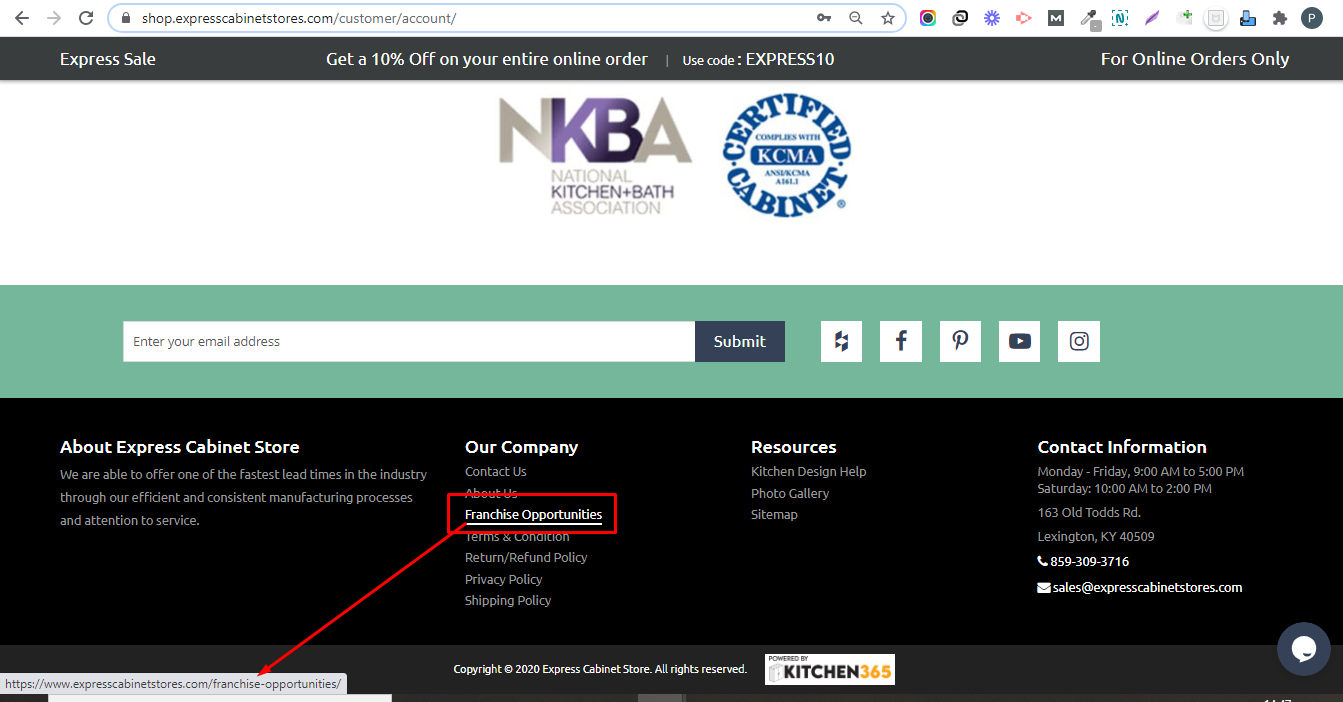 shop.expresscabinetstores.com/customer/account/
P
Express Sale
Get a 10% Off on your entire online order | Use code : EXPRESS10
For Online Orders Only
NKBA
NATIONAL
KITCHEN+BATH
ASSOCIATION
CERTIFIED
COMPLIES WITH
KCMA
ANSI/KCMA
A161.1
CABINET
®
Enter your email address
Submit
About Express Cabinet Store
We are able to offer one of the fastest lead times in the industry
through our efficient and consistent manufacturing processes
and attention to service.
Our Company
Contact Us
About Us
Franchise Opportunities
Terms & Condition
Return/Refund Policy
Privacy Policy
Shipping Policy
Resources
Kitchen Design Help
Photo Gallery
Sitemap
Contact Information
Monday - Friday, 9:00 AM to 5:00 PM
Saturday: 10:00 AM to 2:00 PM
163 Old Todds Rd.
Lexington, KY 40509
859-309-3716
sales@expresscabinetstores.com
Copyright © 2020 Express Cabinet Store. All rights reserved.
POWERED BY
KITCHEN365
https://www.expresscabinetstores.com/franchise-opportunities/